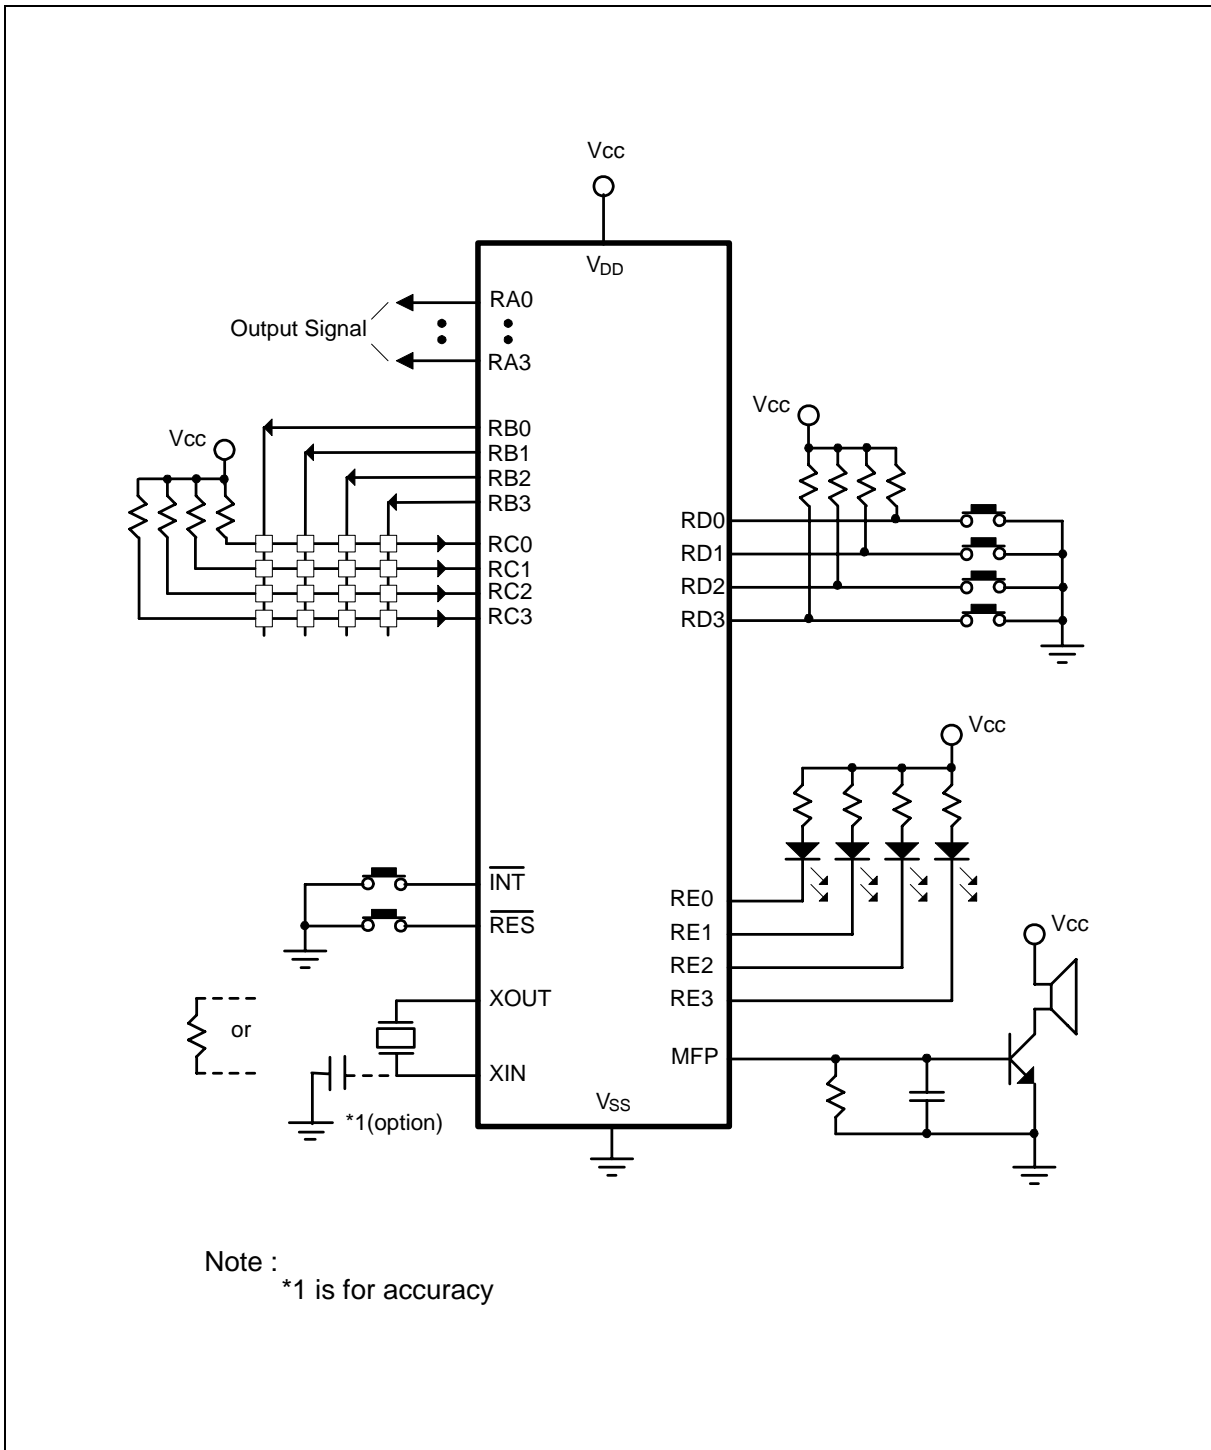 Vcc
VDD
RA0
Output Signal
RA3
Vcc
RB0
Vcc
RB1
RB2
RB3
RD0
RC0
RD1
RC1
RD2
RC2
RD3
RC3
Vcc
INT
RE0
RES
Vcc
RE1
RE2
XOUT
RE3
or
MFP
XIN
VSS
*1(option)
Note :
*1 is for accuracy